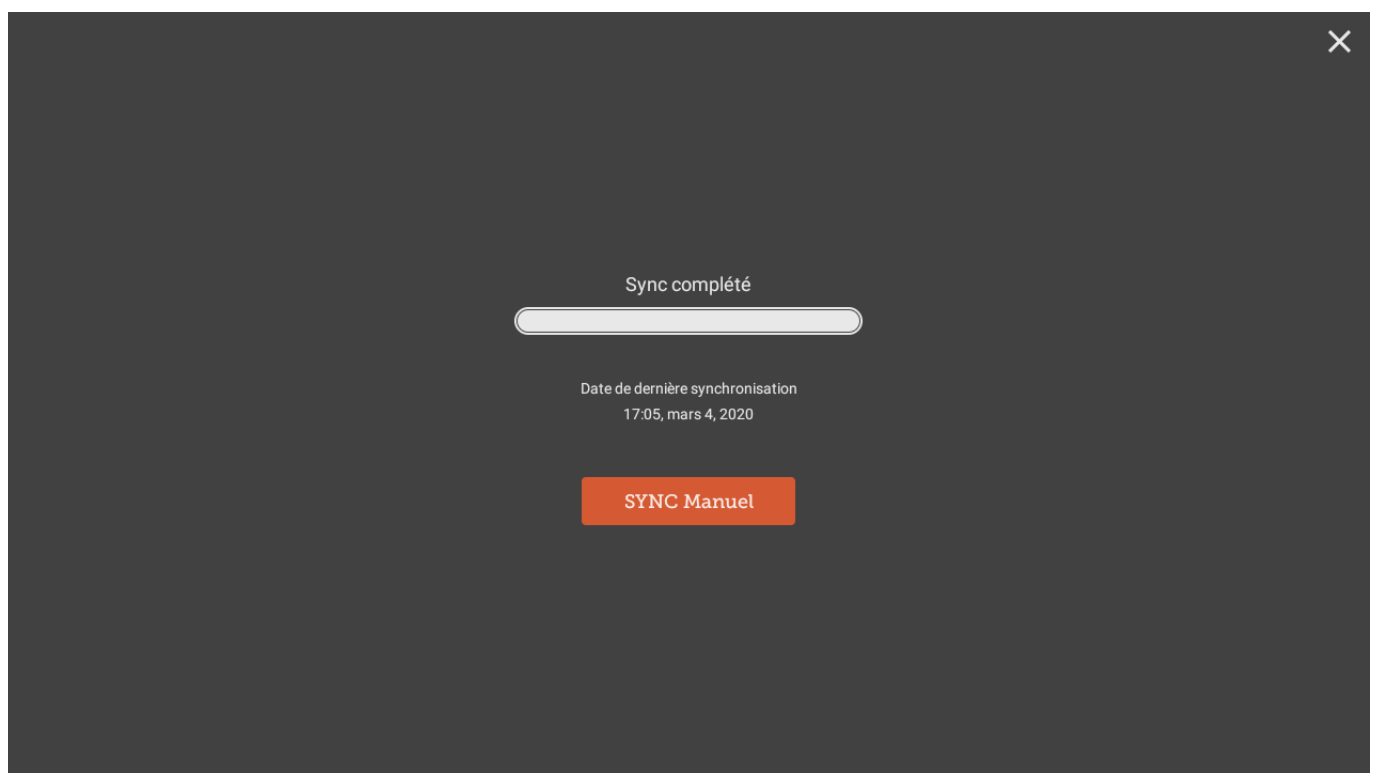 Sync complété
Date de dernière synchronisation
17:05, mars 4, 2020
SYNC Manuel